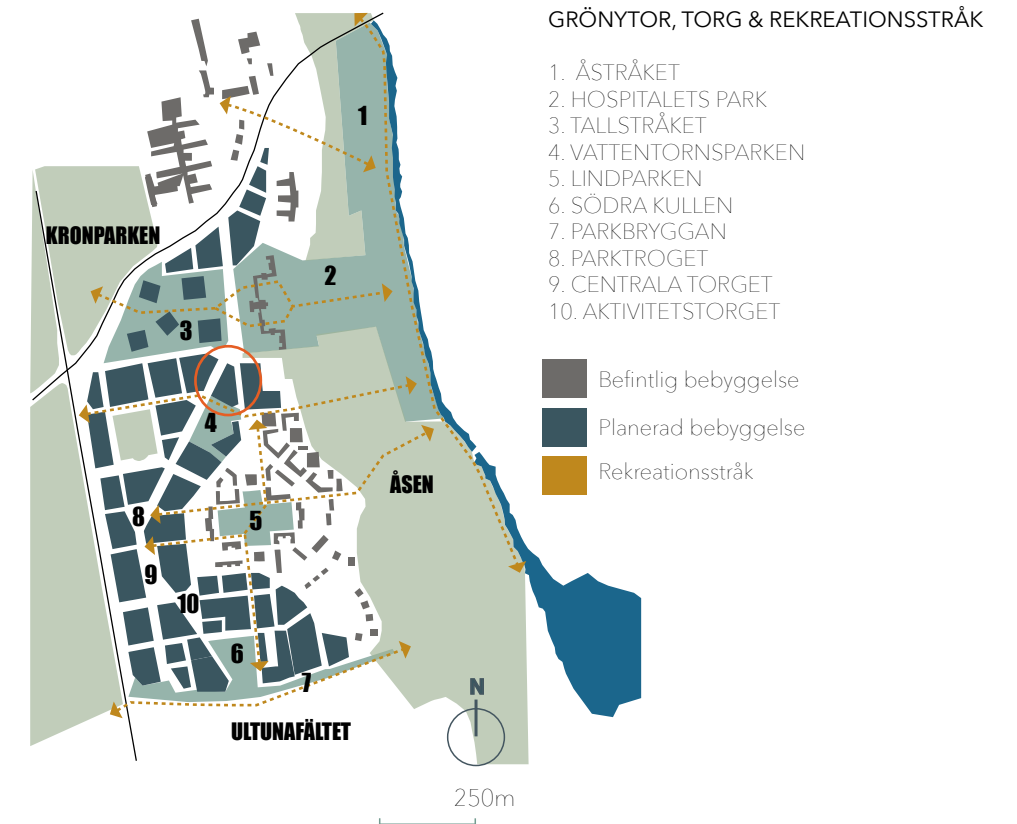 GRÖNYTOR, TORG & REKREATIONSSTRÅK
1. ÅSTRÅKET
2. HOSPITALETS PARK
3. TALLSTRÅKET
4. VATTENTORNSPARKEN
5. LINDPARKEN
6. SÖDRA KULLEN
7. PARKBRYGGAN
8. PARKTROGET
9. CENTRALA TORGET
10. AKTIVITETSTORGET
Befintlig bebyggelse
Planerad bebyggelse
Rekreationsstråk
1
KRONPARKEN
2
3
4
ÅSEN
8
5
9
10
6
7
ULTUNAFÄLTET
N
250m